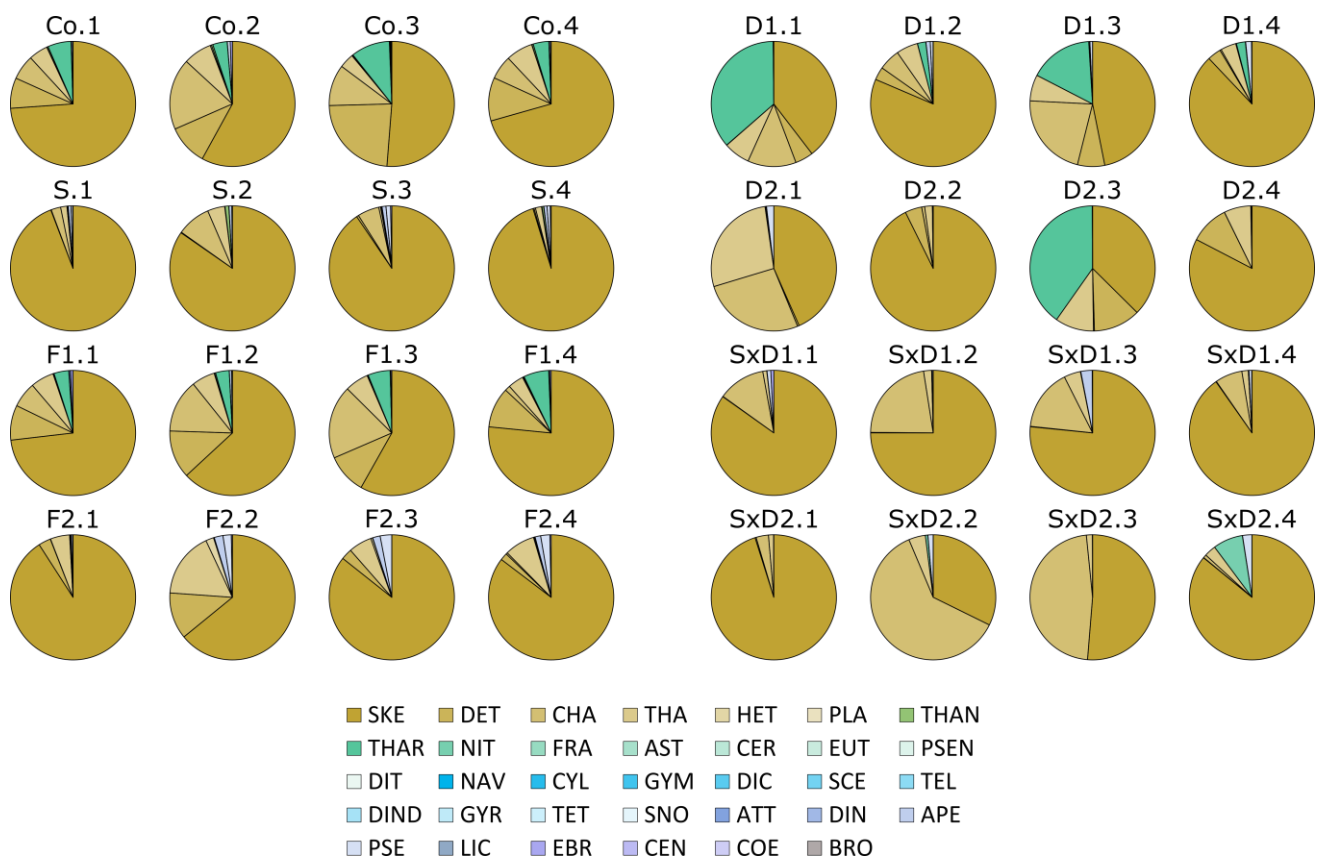 Co.1 Co.2 Co.3 Co.4 D1.1 D1.2 D1.3 D1.4
S.1 S.2 S.3 S.4 D2.1 D2.2 D2.3 D2.4
F1.1 F1.2 F1.3 F1.4 SxD1.1 SxD1.2 SxD1.3 SxD1.4
F2.1 F2.2 F2.3 F2.4 SxD2.1 SxD2.2 SxD2.3 SxD2.4
SKE DET CHA THA HET PLA THAN
THAR NIT FRA AST CER EUT PSEN
DIT NAV CYL GYM DIC SCE TEL
DIND GYR TET SNO ATT DIN APE
PSE LIC EBR CEN COE BRO